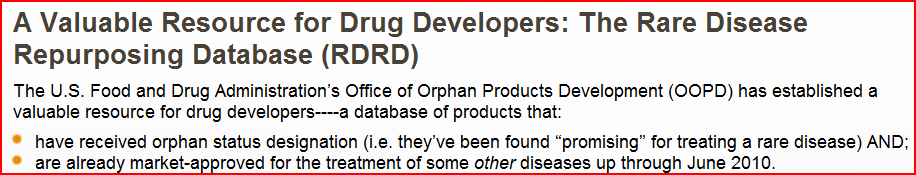 A Valuable Resource for Drug Developers: The Rare Disease
Repurposing Database (RDRD)
The U.S. Food and Drug Administration's Office of Orphan Products Development (OOPD) has established a
valuable resource for drug developers----a database of products that:
have received orphan status designation (i.e. they've been found “promising” for treating a rare disease) AND;
are already market-approved for the treatment of some other diseases up through June 2010.